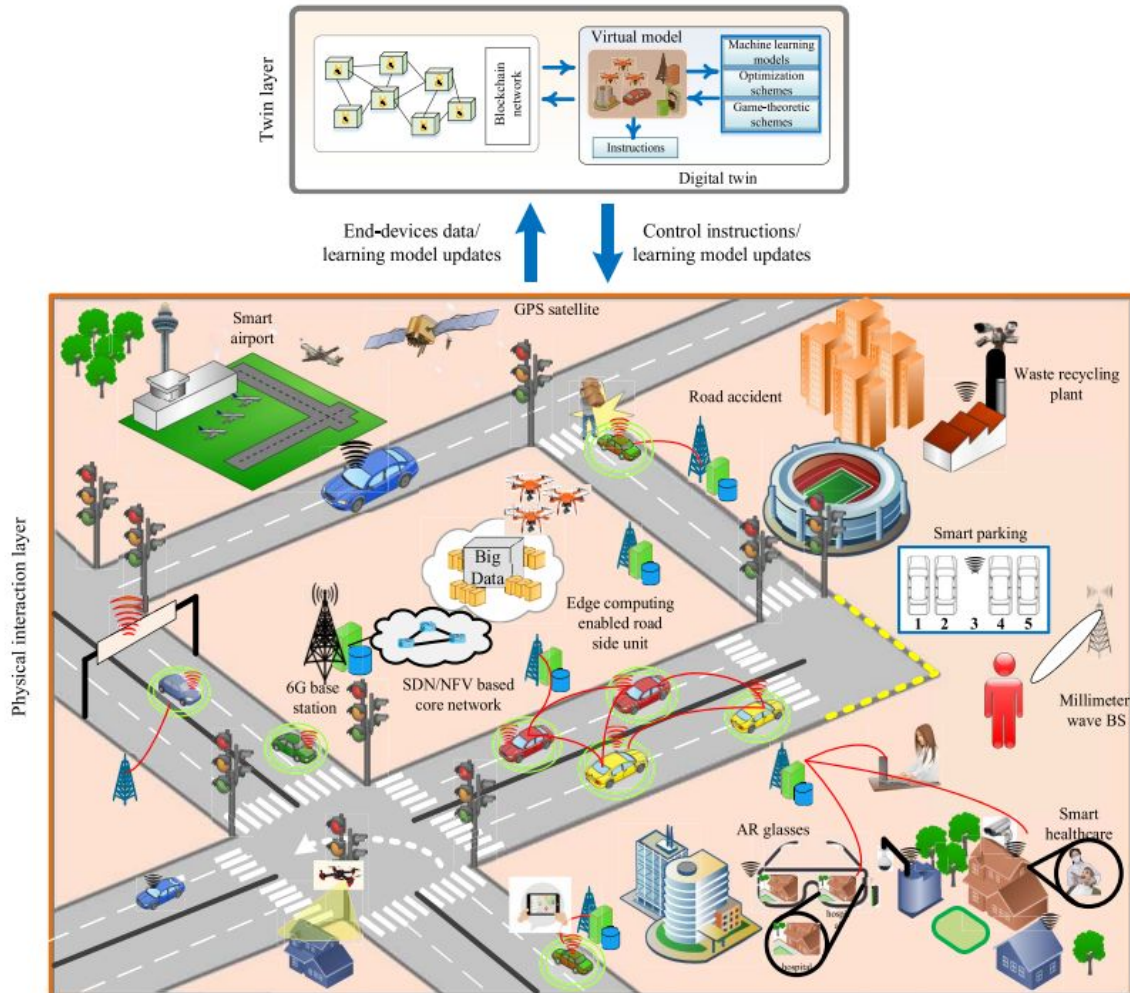 Twin layer
Blockchain
network
Virtual model
Machine learning
models
Optimization
schemes
Game-theoretic
schemes
Instructions
Digital twin
End-devices data/
learning model updates
Control instructions/
learning model updates
Physical interaction layer
Smart
airport
GPS satellite
Road accident
Waste recycling
plant
Big
Data
Smart parking
1 2 3 4 5
Edge computing
enabled road
side unit
6G base
station
SDN/NFV based
core network
Millimeter
wave BS
AR glasses
Smart
healthcare
hospital